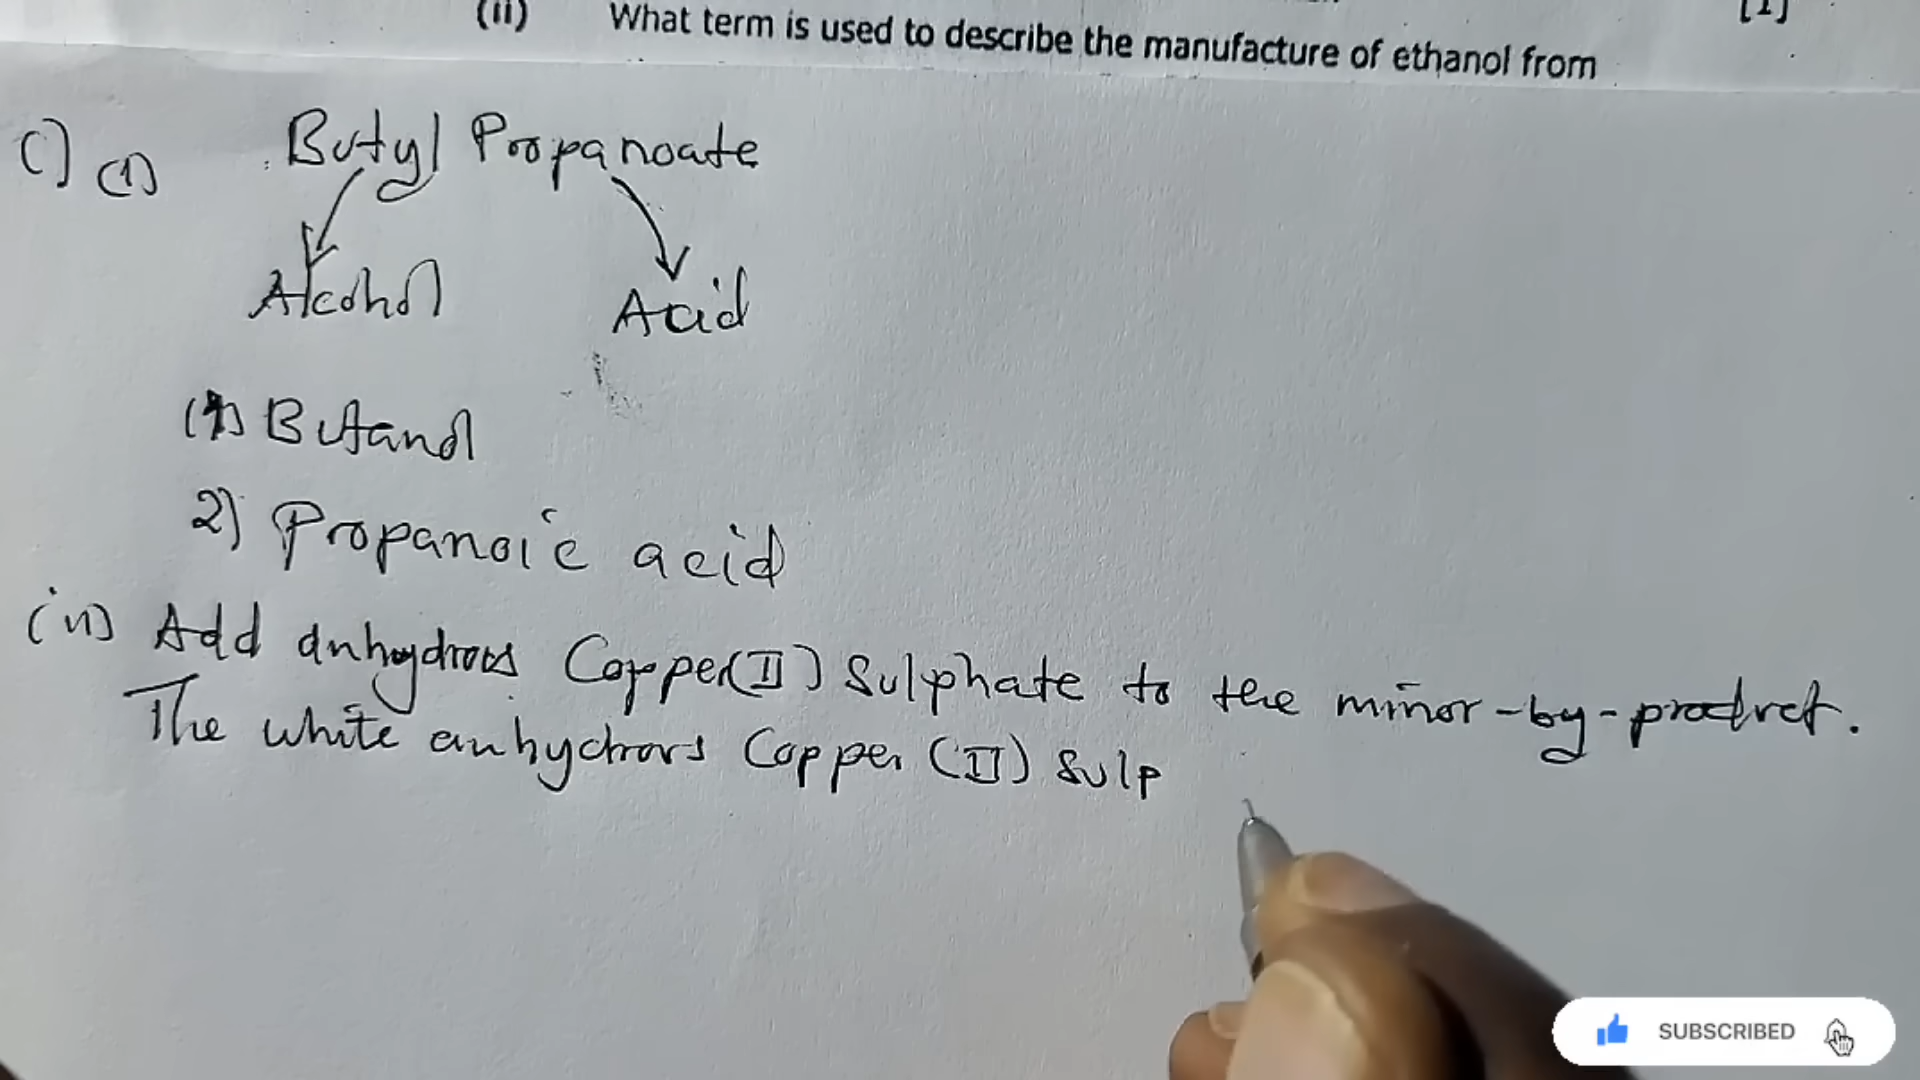 (ii) What term is used to describe the manufacture of ethanol from [1]
C) (1) Butyl Propanoate
Alcohol Acid
(1) Butanol
2) Propanoic acid
(ii) Add anhydrous Copper(II) Sulphate to the minor-by-product.
The white anhydrous Copper (II) Sulp
SUBSCRIBED